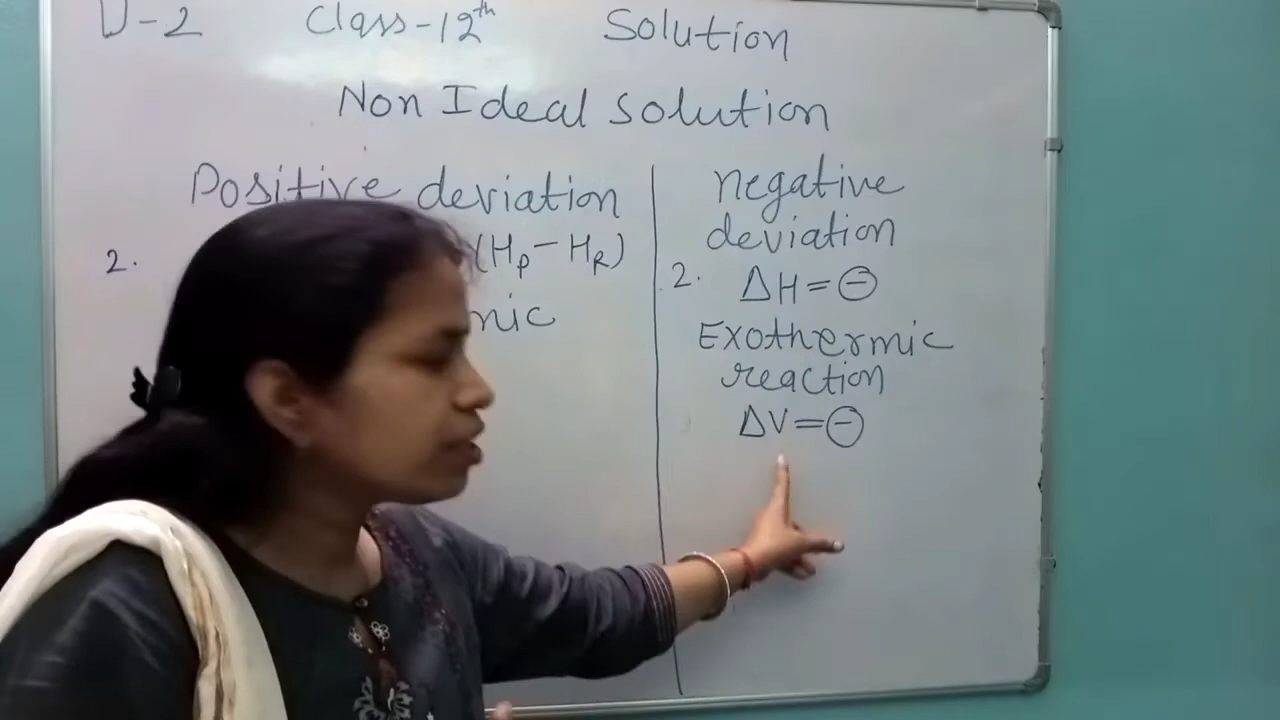 U-2 Class-12th Solution
Non Ideal Solution
Positive deviation
2. (Hp - HR)
negative
deviation
2. ΔH = ⊖
Exothermic
reaction
ΔV = ⊖